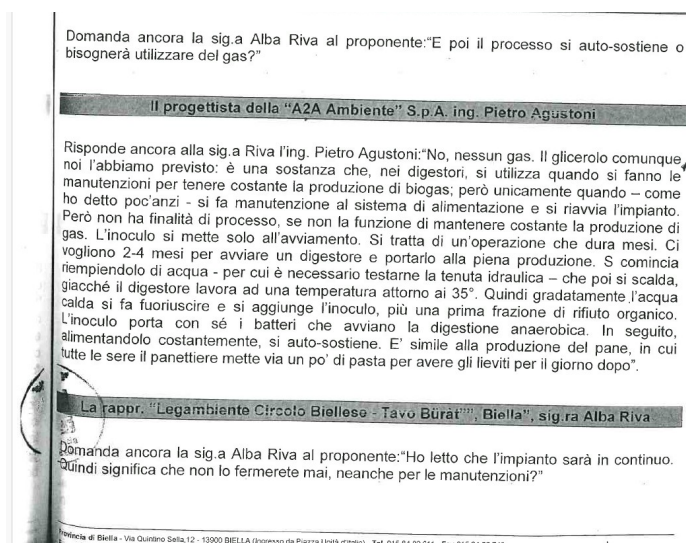 Domanda ancora la sig.a Alba Riva al proponente:“E poi il processo si auto-sostiene o
bisognerà utilizzare del gas?”
Il progettista della “A2A Ambiente” S.p.A. ing. Pietro Agustoni
Risponde ancora alla sig.a Riva l’ing. Pietro Agustoni:“No, nessun gas. Il glicerolo comunque
noi l’abbiamo previsto: è una sostanza che, nei digestori, si utilizza quando si fanno le
manutenzioni per tenere costante la produzione di biogas; però unicamente quando – come
ho detto poc’anzi - si fa manutenzione al sistema di alimentazione e si riavvia l’impianto.
Però non ha finalità di processo, se non la funzione di mantenere costante la produzione di
gas. L’inoculo si mette solo all’avviamento. Si tratta di un’operazione che dura mesi. Ci
vogliono 2-4 mesi per avviare un digestore e portarlo alla piena produzione. S comincia
riempiendolo di acqua - per cui è necessario testarne la tenuta idraulica – che poi si scalda,
giacché il digestore lavora ad una temperatura attorno ai 35°. Quindi gradatamente l’acqua
calda si fa fuoriuscire e si aggiunge l’inoculo, più una prima frazione di rifiuto organico.
L’inoculo porta con sé i batteri che avviano la digestione anaerobica. In seguito,
alimentandolo costantemente, si auto-sostiene. E’ simile alla produzione del pane, in cui
tutte le sere il panettiere mette via un po’ di pasta per avere gli lieviti per il giorno dopo”.
La rappr. “Legambiente Circolo Biellese - Tavo Bürat””, Biella”, sig.ra Alba Riva
Domanda ancora la sig.a Alba Riva al proponente:“Ho letto che l’impianto sarà in continuo.
Quindi significa che non lo fermerete mai, neanche per le manutenzioni?”
Provincia di Biella - Via Quintino Sella,12 - 13900 BIELLA (Ingresso da Piazza Unità d’Italia)